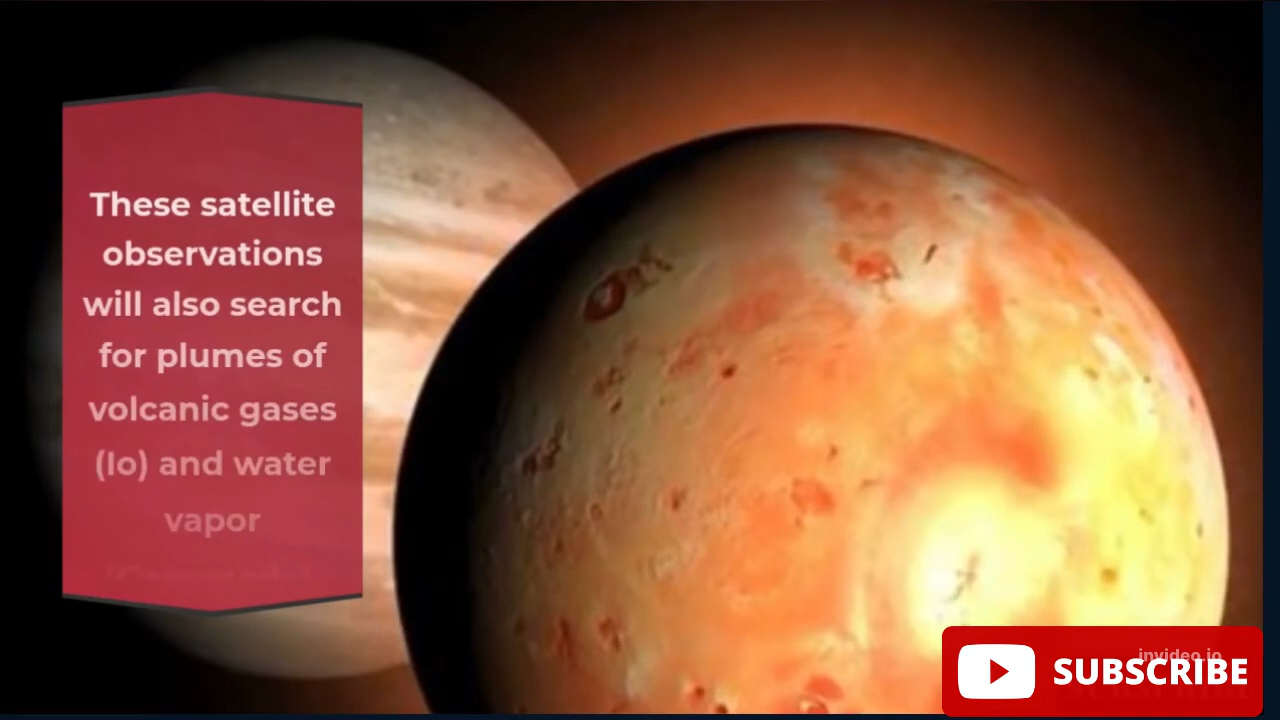 These satellite
observations
will also search
for plumes of
volcanic gases
(Io) and water
vapor
invideo.io
SUBSCRIBE